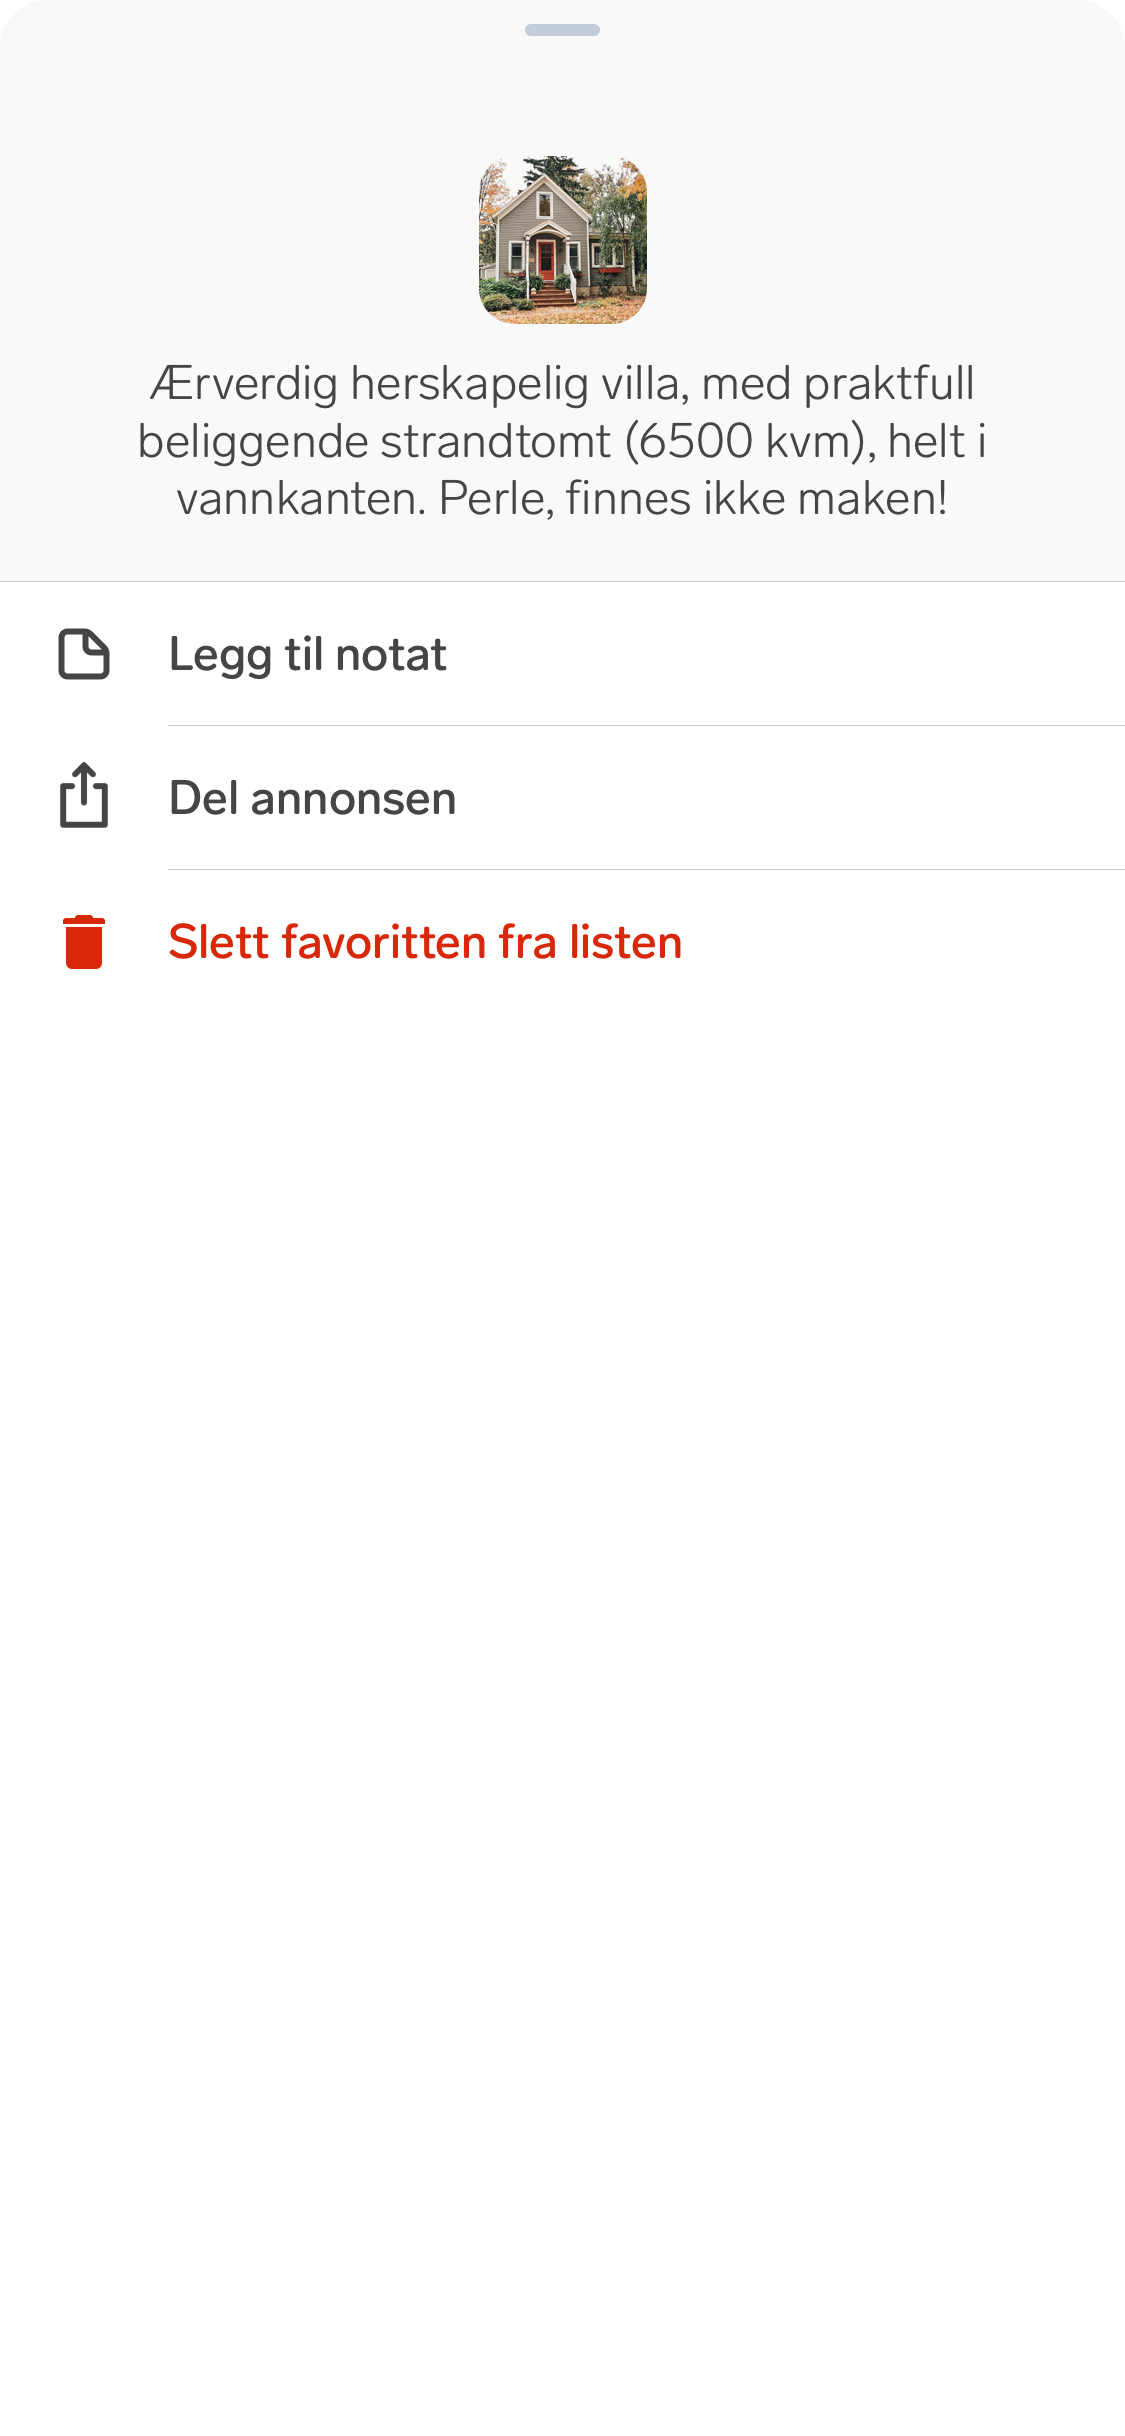 Ærverdig herskapelig villa, med praktfull
beliggende strandtomt (6500 kvm), helt i
vannkanten. Perle, finnes ikke maken!
Legg til notat
Del annonsen
Slett favoritten fra listen